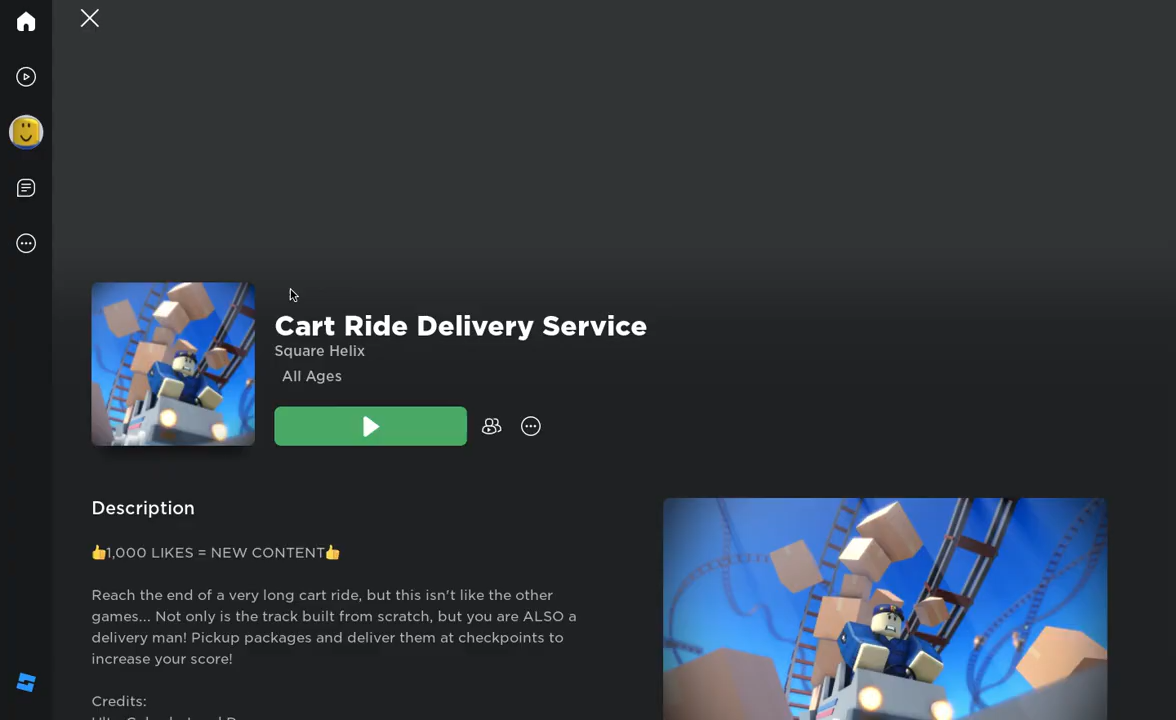 Cart Ride Delivery Service
Square Helix
All Ages
Description
👍1,000 LIKES = NEW CONTENT👍
Reach the end of a very long cart ride, but this isn't like the other
games... Not only is the track built from scratch, but you are ALSO a
delivery man! Pickup packages and deliver them at checkpoints to
increase your score!
Credits: